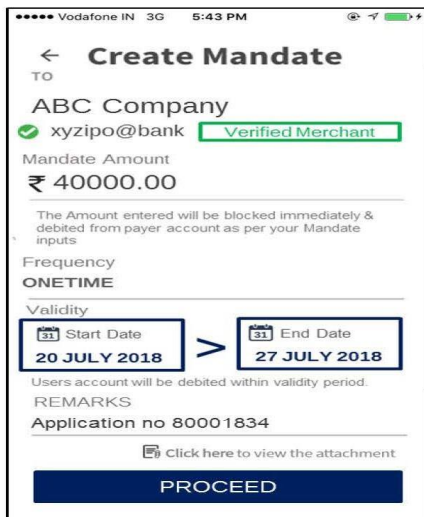 Vodafone IN 3G 5:43 PM
← Create Mandate
TO
ABC Company
xyzipo@bank Verified Merchant
Mandate Amount
₹ 40000.00
The Amount entered will be blocked immediately &
debited from payer account as per your Mandate
inputs
Frequency
ONETIME
Validity
31 Start Date > 31 End Date
20 JULY 2018 27 JULY 2018
Users account will be debited within validity period.
REMARKS
Application no 80001834
Click here to view the attachment
PROCEED